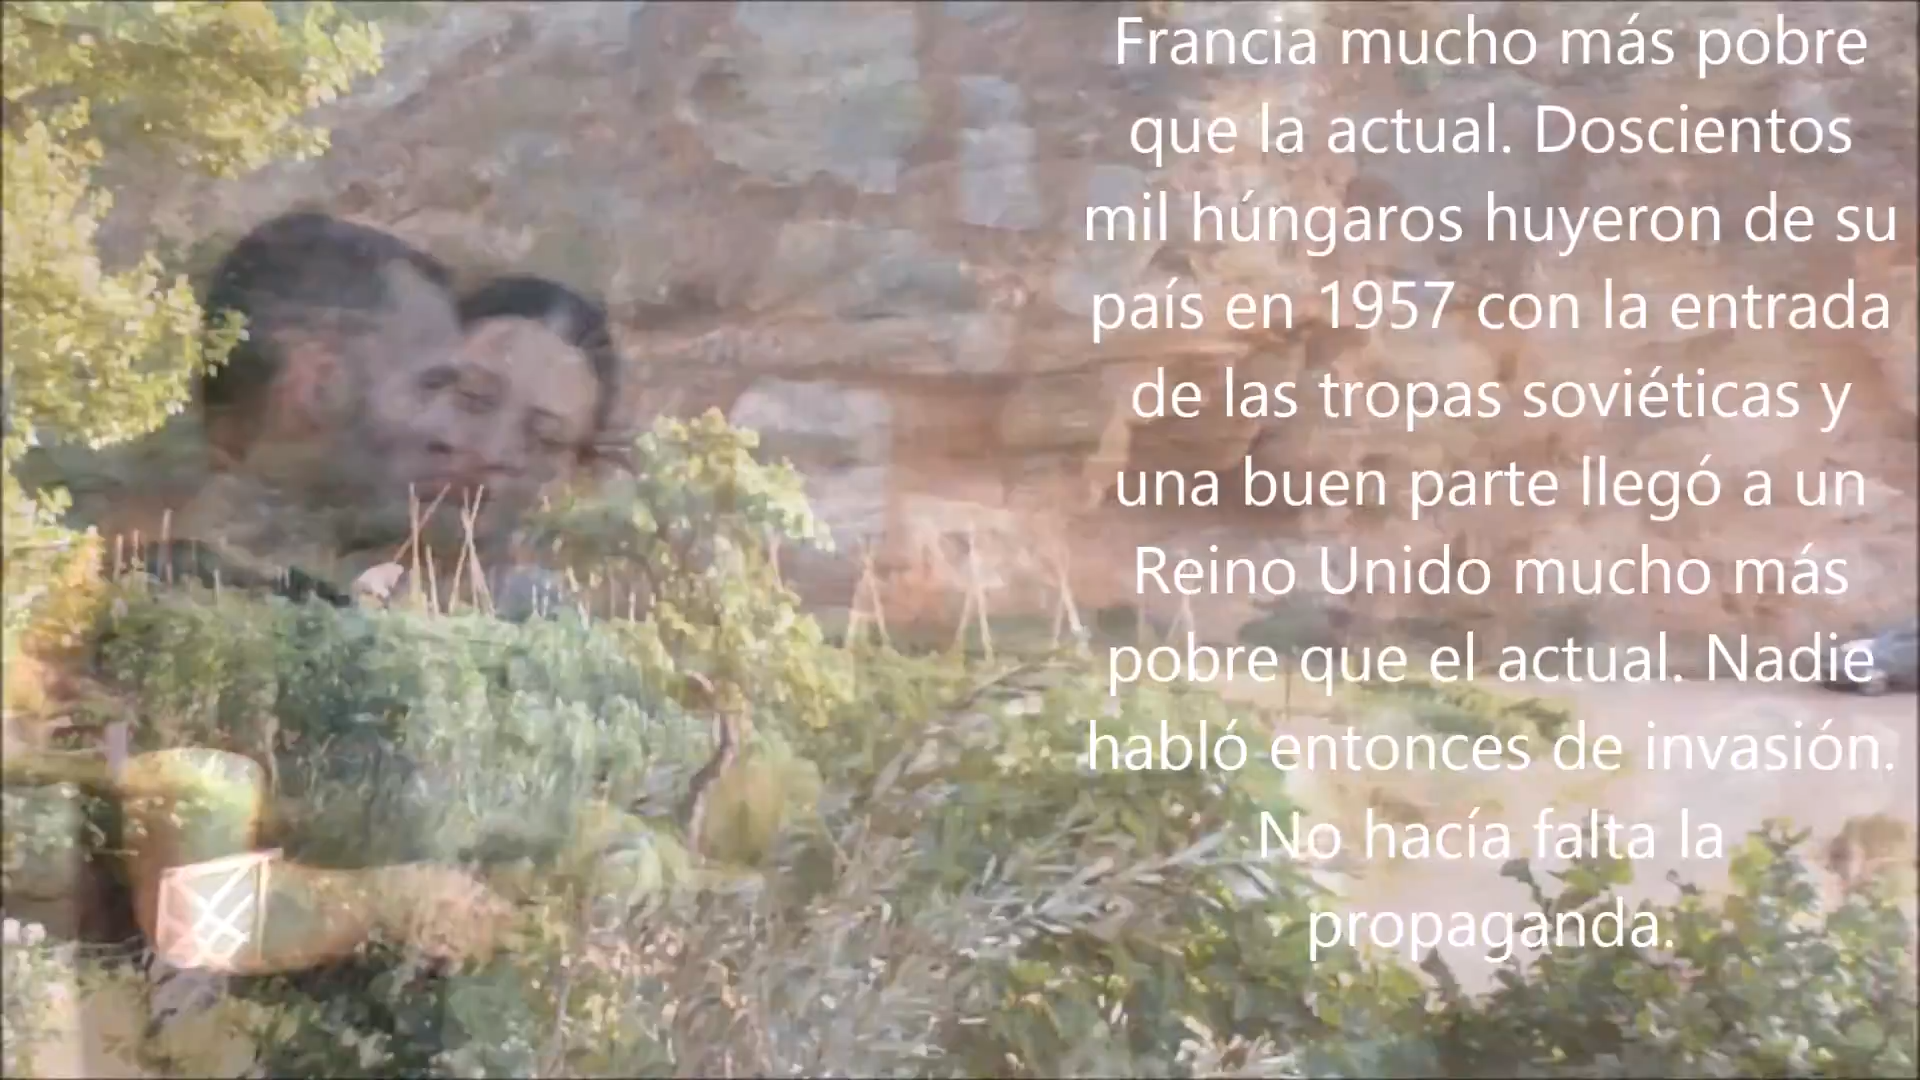 Francia mucho más pobre
que la actual. Doscientos
mil húngaros huyeron de su
país en 1957 con la entrada
de las tropas soviéticas y
una buen parte llegó a un
Reino Unido mucho más
pobre que el actual. Nadie
habló entonces de invasión.
No hacía falta la
propaganda.